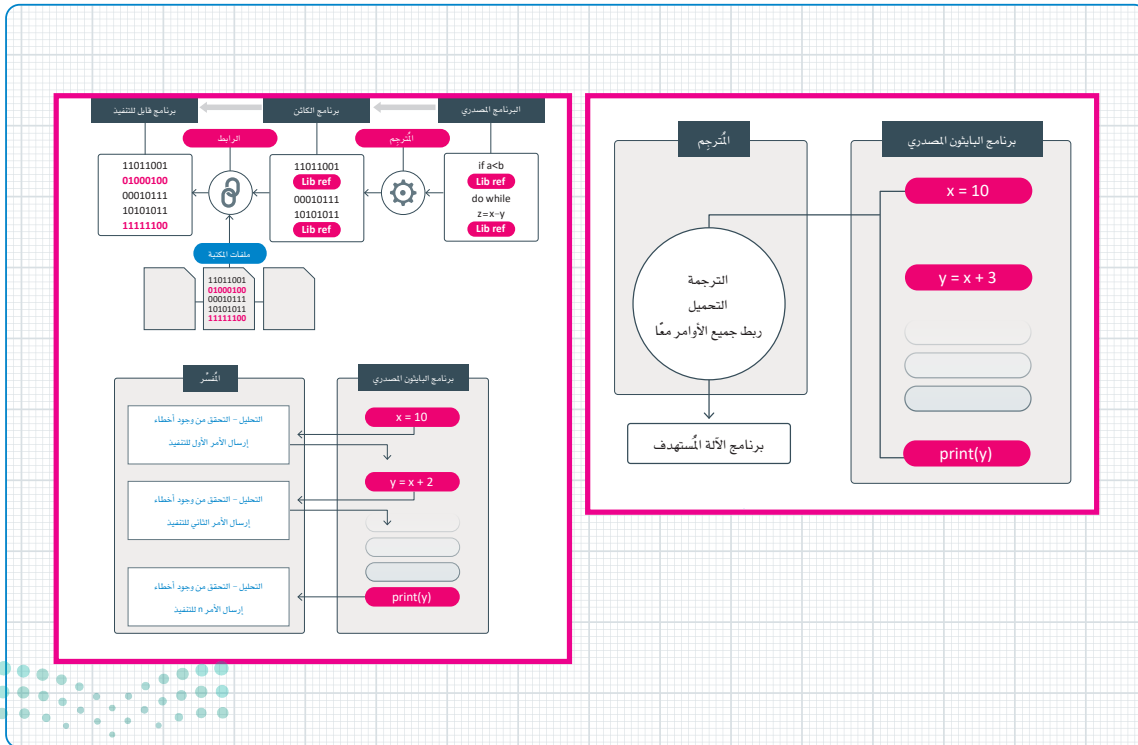 برنامج البايثون المصدري
x = 10
y = x + 3
print(y)
المُترجِم
الترجمة
التحميل
ربط جميع الأوامر معًا
برنامج الآلة المُستهدف
البرنامج المصدري
برنامج الكائن
برنامج قابل للتنفيذ
المُترجِم
الرابط
if a<b
Lib ref
do while
z=x-y
Lib ref
11011001
Lib ref
00010111
10101011
Lib ref
11011001
01000100
00010111
10101011
11111100
ملفات المكتبة
11011001
01000100
00010111
10101011
11111100
برنامج البايثون المصدري
x = 10
y = x + 2
print(y)
المُفسِّر
التحليل – التحقق من وجود أخطاء
إرسال الأمر الأول للتنفيذ
التحليل – التحقق من وجود أخطاء
إرسال الأمر الثاني للتنفيذ
التحليل – التحقق من وجود أخطاء
إرسال الأمر n للتنفيذ